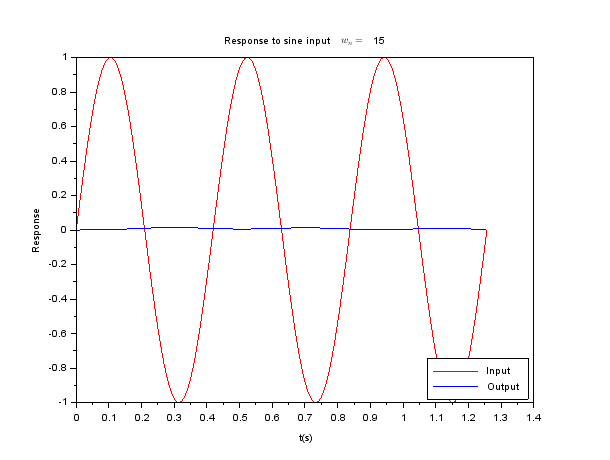 Response to sine input wₙ = 15
1
0.8
0.6
0.4
0.2
0
-0.2
-0.4
-0.6
-0.8
-1
Response
Input
Output
0 0.1 0.2 0.3 0.4 0.5 0.6 0.7 0.8 0.9 1 1.1 1.2 1.3 1.4
t(s)